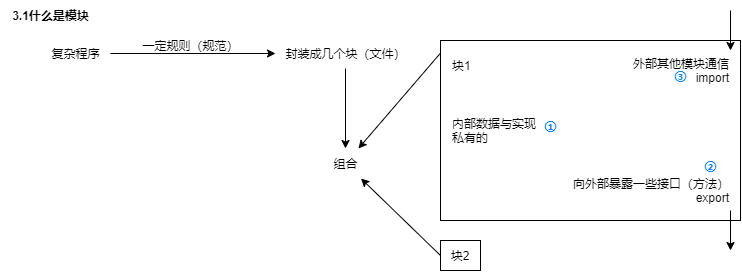 3.1什么是模块
复杂程序
一定规则（规范）
封装成几个块（文件）
组合
块1
外部其他模块通信
③ import
内部数据与实现 ①
私有的
②
向外部暴露一些接口（方法）
export
块2